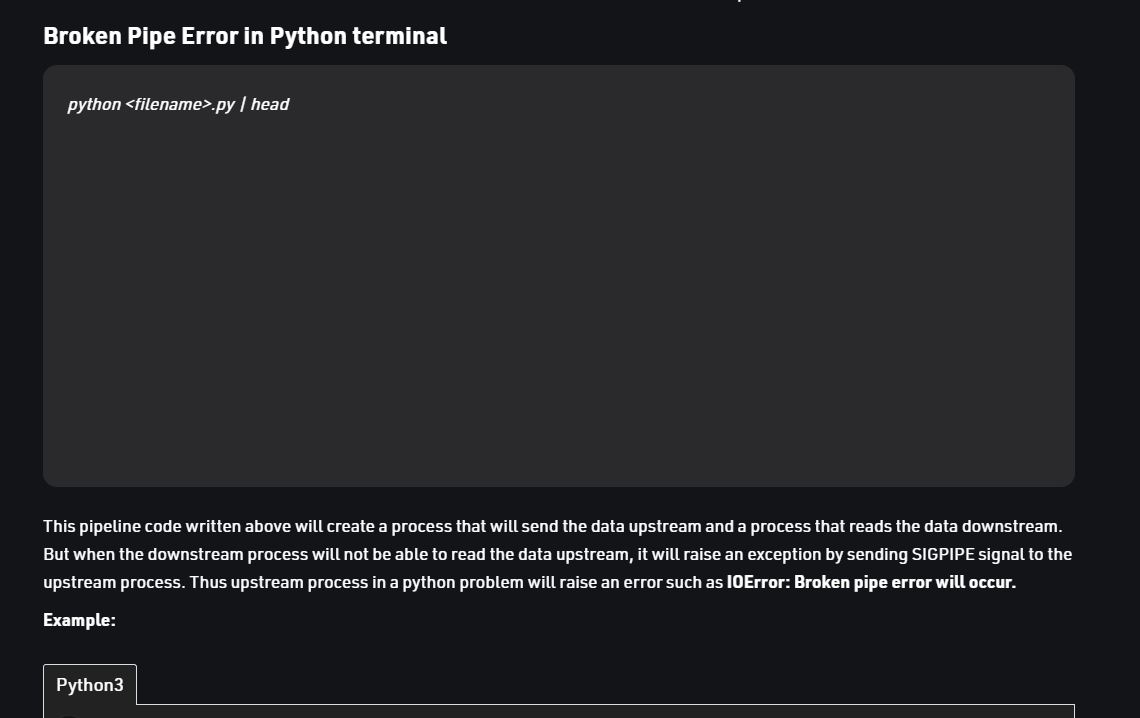 Broken Pipe Error in Python terminal
python <filename>.py | head
This pipeline code written above will create a process that will send the data upstream and a process that reads the data downstream.
But when the downstream process will not be able to read the data upstream, it will raise an exception by sending SIGPIPE signal to the
upstream process. Thus upstream process in a python problem will raise an error such as IOError: Broken pipe error will occur.
Example:
Python3